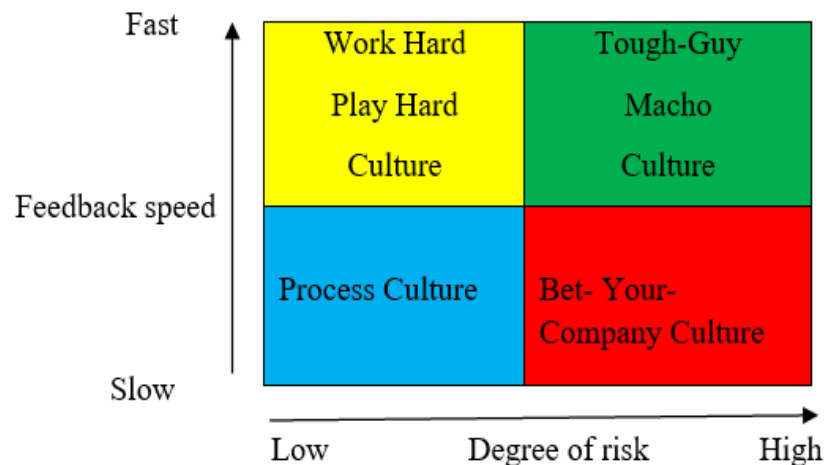 Fast
Work Hard
Play Hard
Culture
Tough-Guy
Macho
Culture
Feedback speed
Process Culture
Bet- Your-
Company Culture
Slow
Low
Degree of risk
High